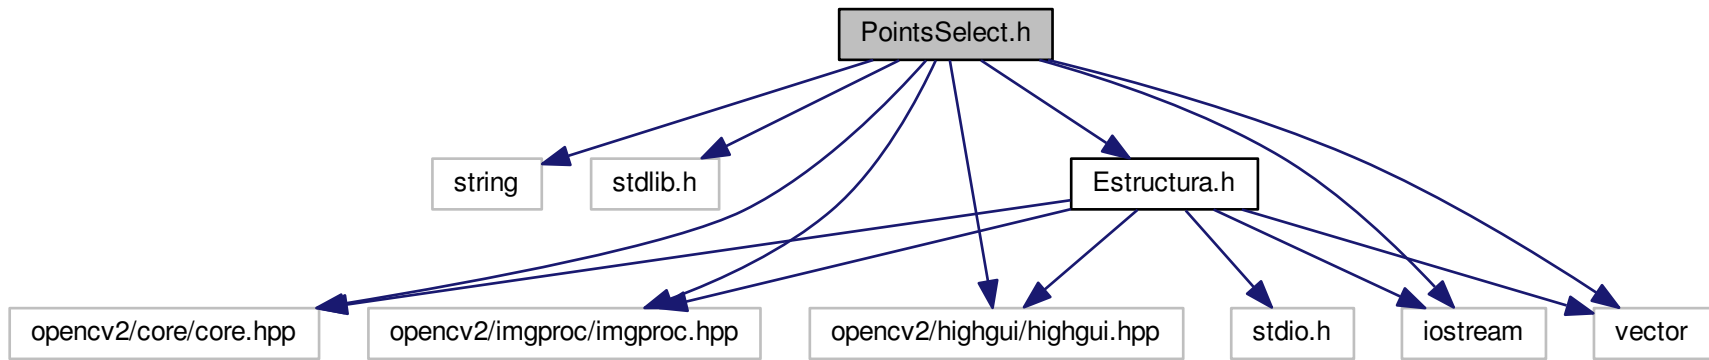 PointsSelect.h
string
stdlib.h
Estructura.h
opencv2/core/core.hpp
opencv2/imgproc/imgproc.hpp
opencv2/highgui/highgui.hpp
stdio.h
iostream
vector